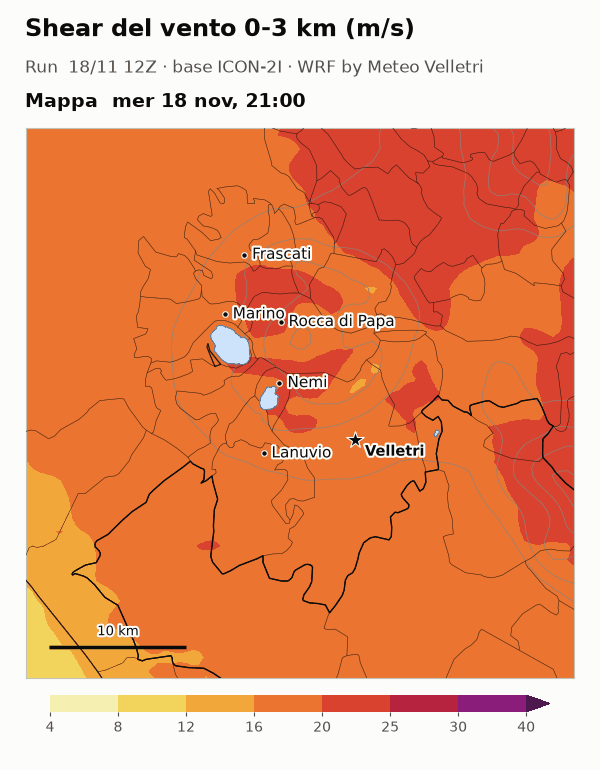 Shear del vento 0-3 km (m/s)
Run  18/11 12Z · base ICON-2I · WRF by Meteo Velletri
Mappa  mer 18 nov, 21:00
Frascati
Marino
Rocca di Papa
Nemi
Velletri
Lanuvio
10 km
4 8 12 16 20 25 30 40